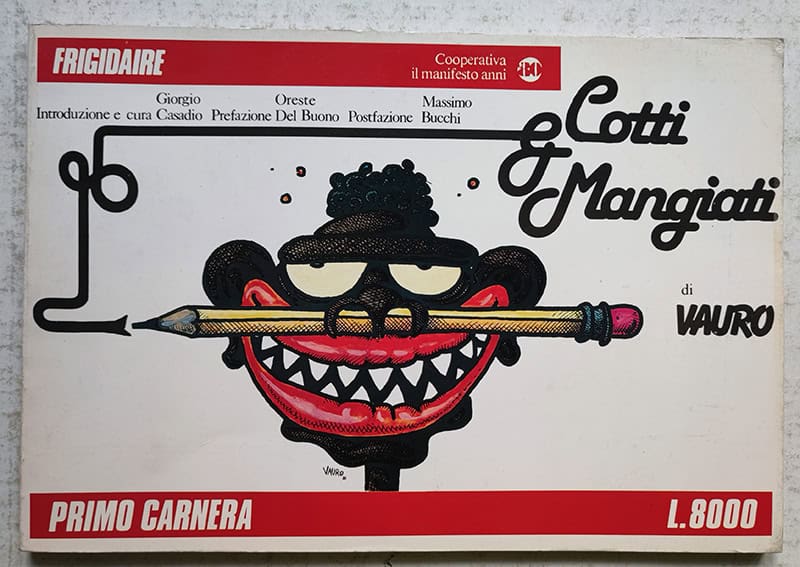 FRIGIDAIRE
Cooperativa
il manifesto anni
Introduzione e cura Giorgio Casadio Prefazione Oreste Del Buono Postfazione Massimo Bucchi
Cotti
& Mangiati
di
VAURO
VAURO
PRIMO CARNERA
L.8000